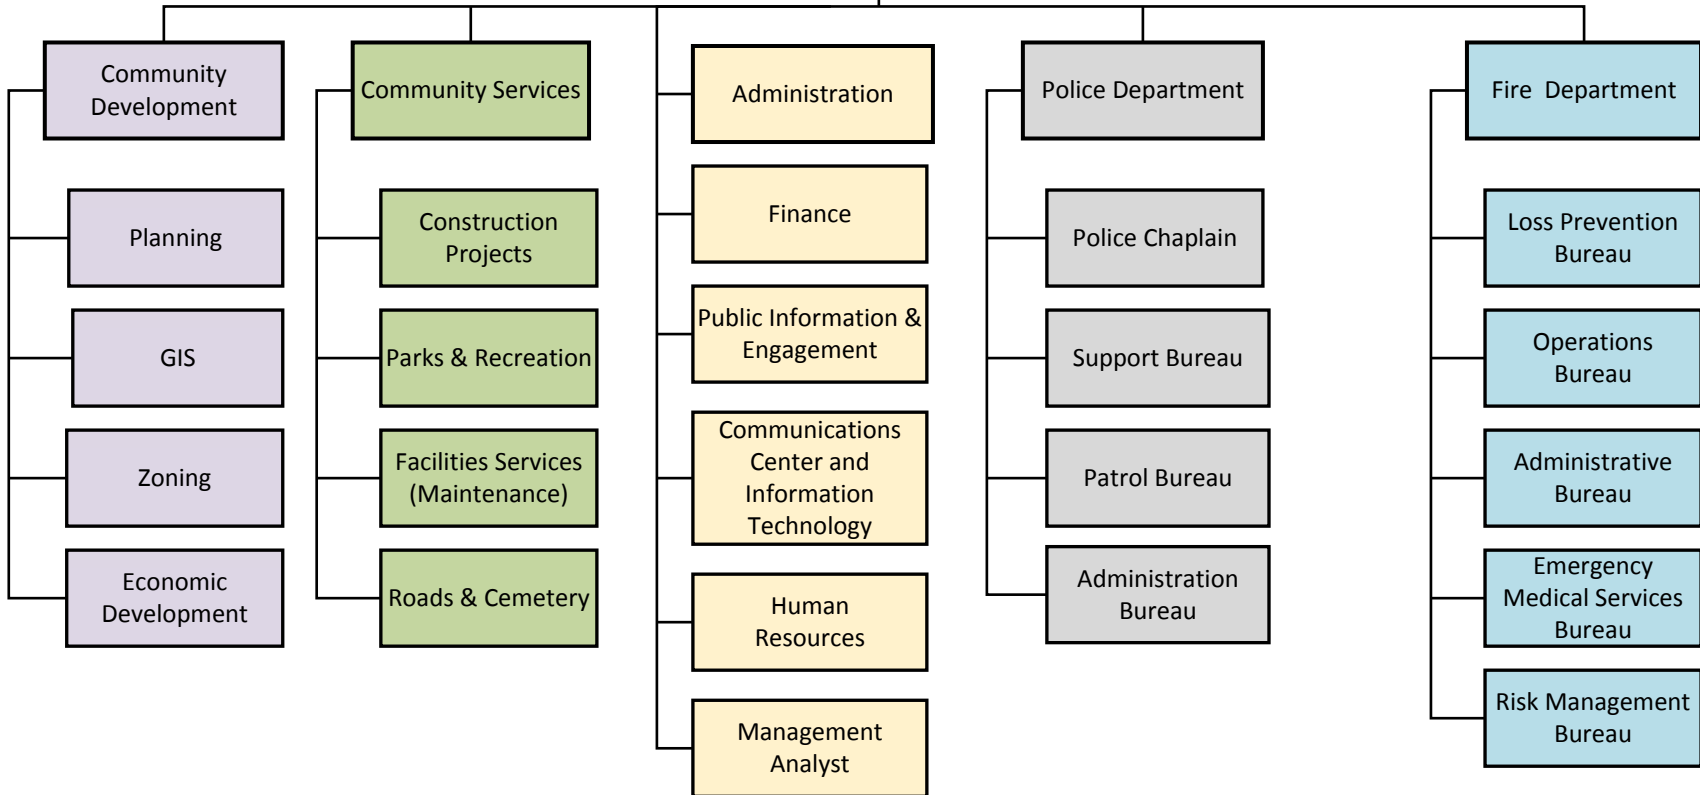 Community
Development
Planning
GIS
Zoning
Economic
Development
Community Services
Construction
Projects
Parks & Recreation
Facilities Services
(Maintenance)
Roads & Cemetery
Administration
Finance
Public Information &
Engagement
Communications
Center and
Information
Technology
Human
Resources
Management
Analyst
Police Department
Police Chaplain
Support Bureau
Patrol Bureau
Administration
Bureau
Fire  Department
Loss Prevention
Bureau
Operations
Bureau
Administrative
Bureau
Emergency
Medical Services
Bureau
Risk Management
Bureau